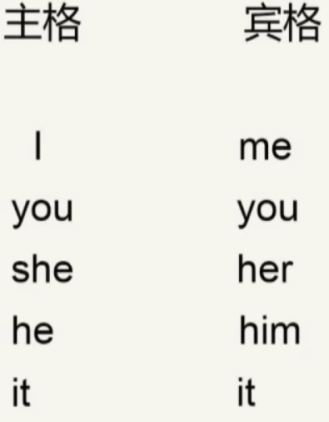 主格 宾格
I me
you you
she her
he him
it it